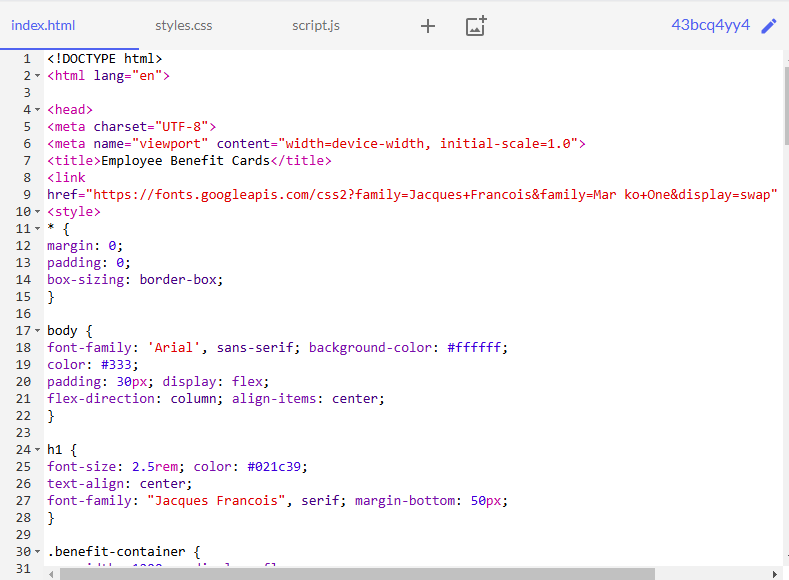 index.html styles.css script.js 43bcq4yy4
1 <!DOCTYPE html>
2 <html lang="en">
3
4 <head>
5 <meta charset="UTF-8">
6 <meta name="viewport" content="width=device-width, initial-scale=1.0">
7 <title>Employee Benefit Cards</title>
8 <link
9 href="https://fonts.googleapis.com/css2?family=Jacques+Francois&family=Mar ko+One&display=swap"
10 <style>
11 * {
12 margin: 0;
13 padding: 0;
14 box-sizing: border-box;
15 }
16
17 body {
18 font-family: 'Arial', sans-serif; background-color: #ffffff;
19 color: #333;
20 padding: 30px; display: flex;
21 flex-direction: column; align-items: center;
22 }
23
24 h1 {
25 font-size: 2.5rem; color: #021c39;
26 text-align: center;
27 font-family: "Jacques Francois", serif; margin-bottom: 50px;
28 }
29
30 .benefit-container {
31